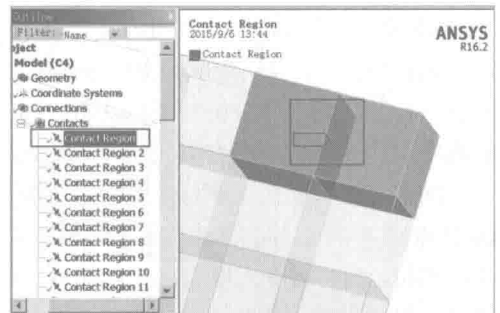 Outline
Filter: Name
oject
Model (C4)
Geometry
Coordinate Systems
Connections
Contacts
Contact Region
Contact Region 2
Contact Region 3
Contact Region 4
Contact Region 5
Contact Region 6
Contact Region 7
Contact Region 8
Contact Region 9
Contact Region 10
Contact Region 11
Contact Region
2015/9/6 13:44
Contact Region
ANSYS
R16.2